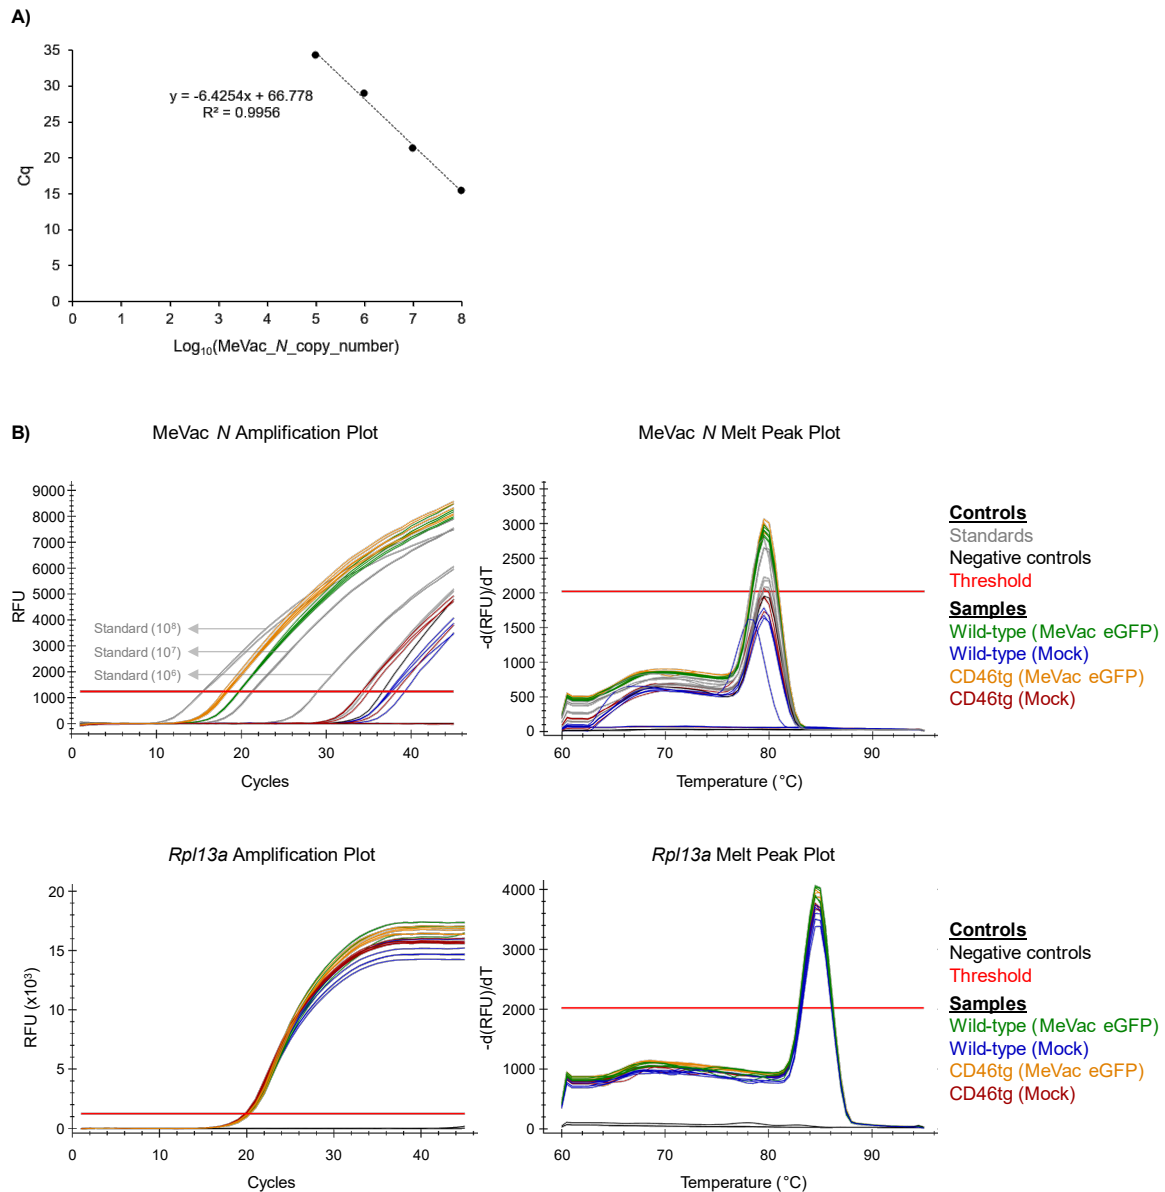 A)
35
30
25
20
15
10
5
0
Cq
y = -6.4254x + 66.778
R² = 0.9956
0 1 2 3 4 5 6 7 8
Log₁₀(MeVac_N_copy_number)
B)
MeVac N Amplification Plot
9000
8000
7000
6000
5000
4000
3000
2000
1000
0
RFU
Standard (10⁸)
Standard (10⁷)
Standard (10⁶)
0 10 20 30 40
Cycles
MeVac N Melt Peak Plot
3500
3000
2500
2000
1500
1000
500
0
-d(RFU)/dT
60 70 80 90
Temperature (°C)
Controls
Standards
Negative controls
Threshold
Samples
Wild-type (MeVac eGFP)
Wild-type (Mock)
CD46tg (MeVac eGFP)
CD46tg (Mock)
Rpl13a Amplification Plot
20
15
10
5
0
RFU (x10³)
0 20 40
Cycles
Rpl13a Melt Peak Plot
4000
3000
2000
1000
0
-d(RFU)/dT
60 70 80 90
Temperature (°C)
Controls
Negative controls
Threshold
Samples
Wild-type (MeVac eGFP)
Wild-type (Mock)
CD46tg (MeVac eGFP)
CD46tg (Mock)